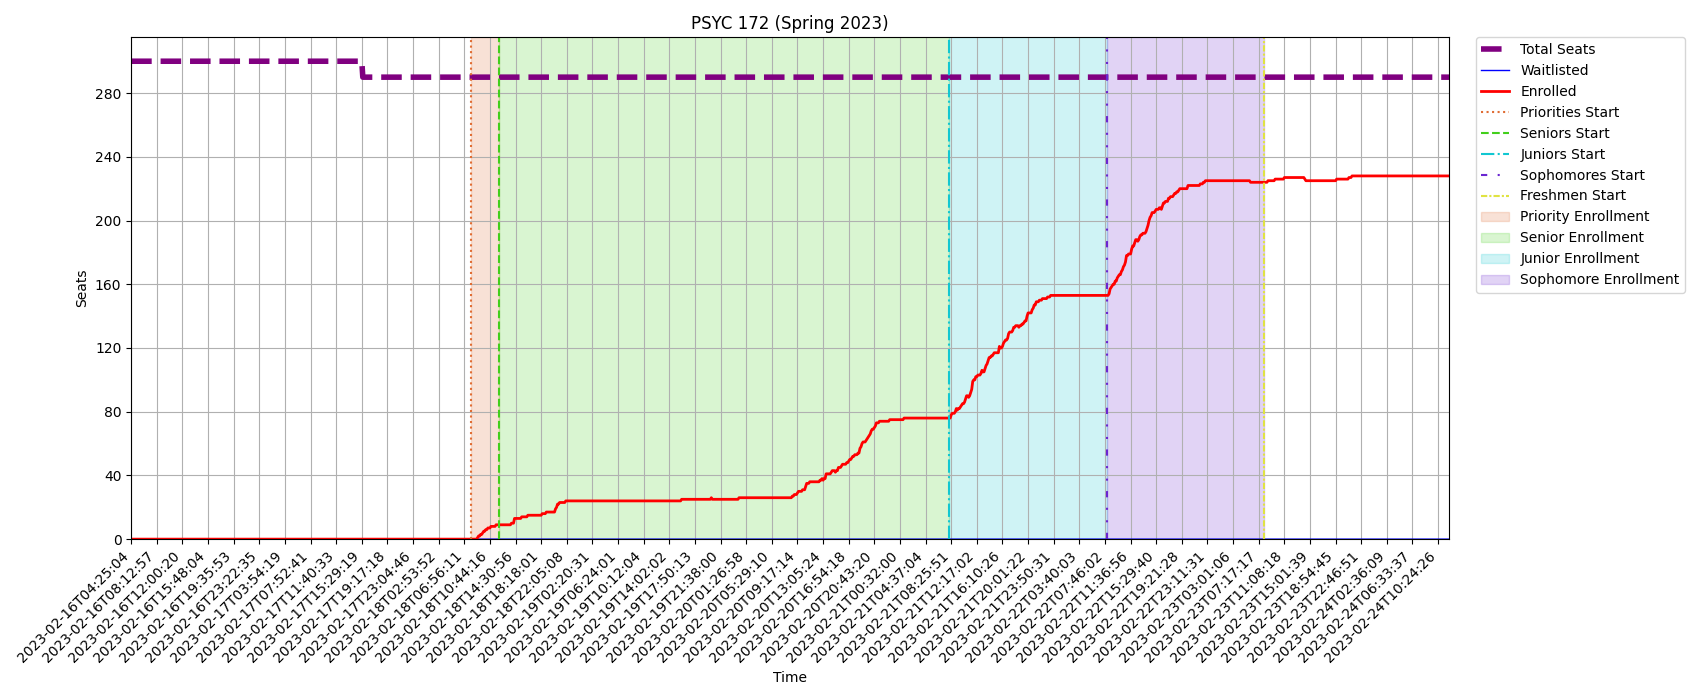 PSYC 172 (Spring 2023)
Seats
280
240
200
160
120
80
40
0
Total Seats
Waitlisted
Enrolled
Priorities Start
Seniors Start
Juniors Start
Sophomores Start
Freshmen Start
Priority Enrollment
Senior Enrollment
Junior Enrollment
Sophomore Enrollment
2023-02-16T04:25:04
2023-02-16T08:12:57
2023-02-16T12:00:20
2023-02-16T15:48:04
2023-02-16T19:35:53
2023-02-16T23:22:35
2023-02-17T03:54:19
2023-02-17T07:52:41
2023-02-17T11:40:33
2023-02-17T15:29:19
2023-02-17T19:17:18
2023-02-17T23:04:46
2023-02-18T02:53:52
2023-02-18T06:56:11
2023-02-18T10:44:16
2023-02-18T14:30:56
2023-02-18T18:18:01
2023-02-18T22:05:08
2023-02-19T02:20:31
2023-02-19T06:24:01
2023-02-19T10:12:04
2023-02-19T14:02:02
2023-02-19T17:50:13
2023-02-19T21:38:00
2023-02-20T01:26:58
2023-02-20T05:29:10
2023-02-20T09:17:14
2023-02-20T13:05:24
2023-02-20T16:54:18
2023-02-20T20:43:20
2023-02-21T00:32:00
2023-02-21T04:37:04
2023-02-21T08:25:51
2023-02-21T12:17:02
2023-02-21T16:10:26
2023-02-21T20:01:22
2023-02-21T23:50:31
2023-02-22T03:40:03
2023-02-22T07:46:02
2023-02-22T11:36:56
2023-02-22T15:29:40
2023-02-22T19:21:28
2023-02-22T23:11:31
2023-02-23T03:01:06
2023-02-23T07:17:17
2023-02-23T11:08:18
2023-02-23T15:01:39
2023-02-23T18:54:45
2023-02-23T22:46:51
2023-02-24T02:36:09
2023-02-24T06:33:37
2023-02-24T10:24:26
Time